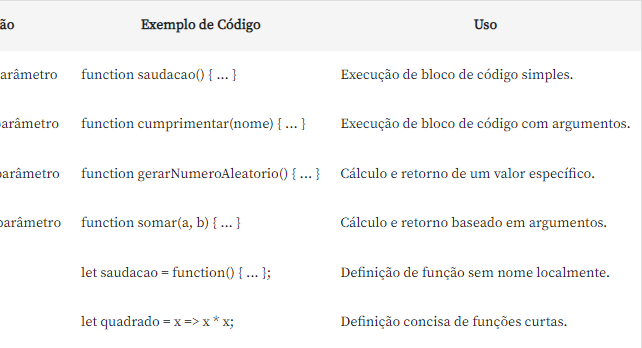 ão Exemplo de Código Uso
arâmetro function saudacao() { ... } Execução de bloco de código simples.
parâmetro function cumprimentar(nome) { ... } Execução de bloco de código com argumentos.
parâmetro function gerarNumeroAleatorio() { ... } Cálculo e retorno de um valor específico.
parâmetro function somar(a, b) { ... } Cálculo e retorno baseado em argumentos.
let saudacao = function() { ... }; Definição de função sem nome localmente.
let quadrado = x => x * x; Definição concisa de funções curtas.